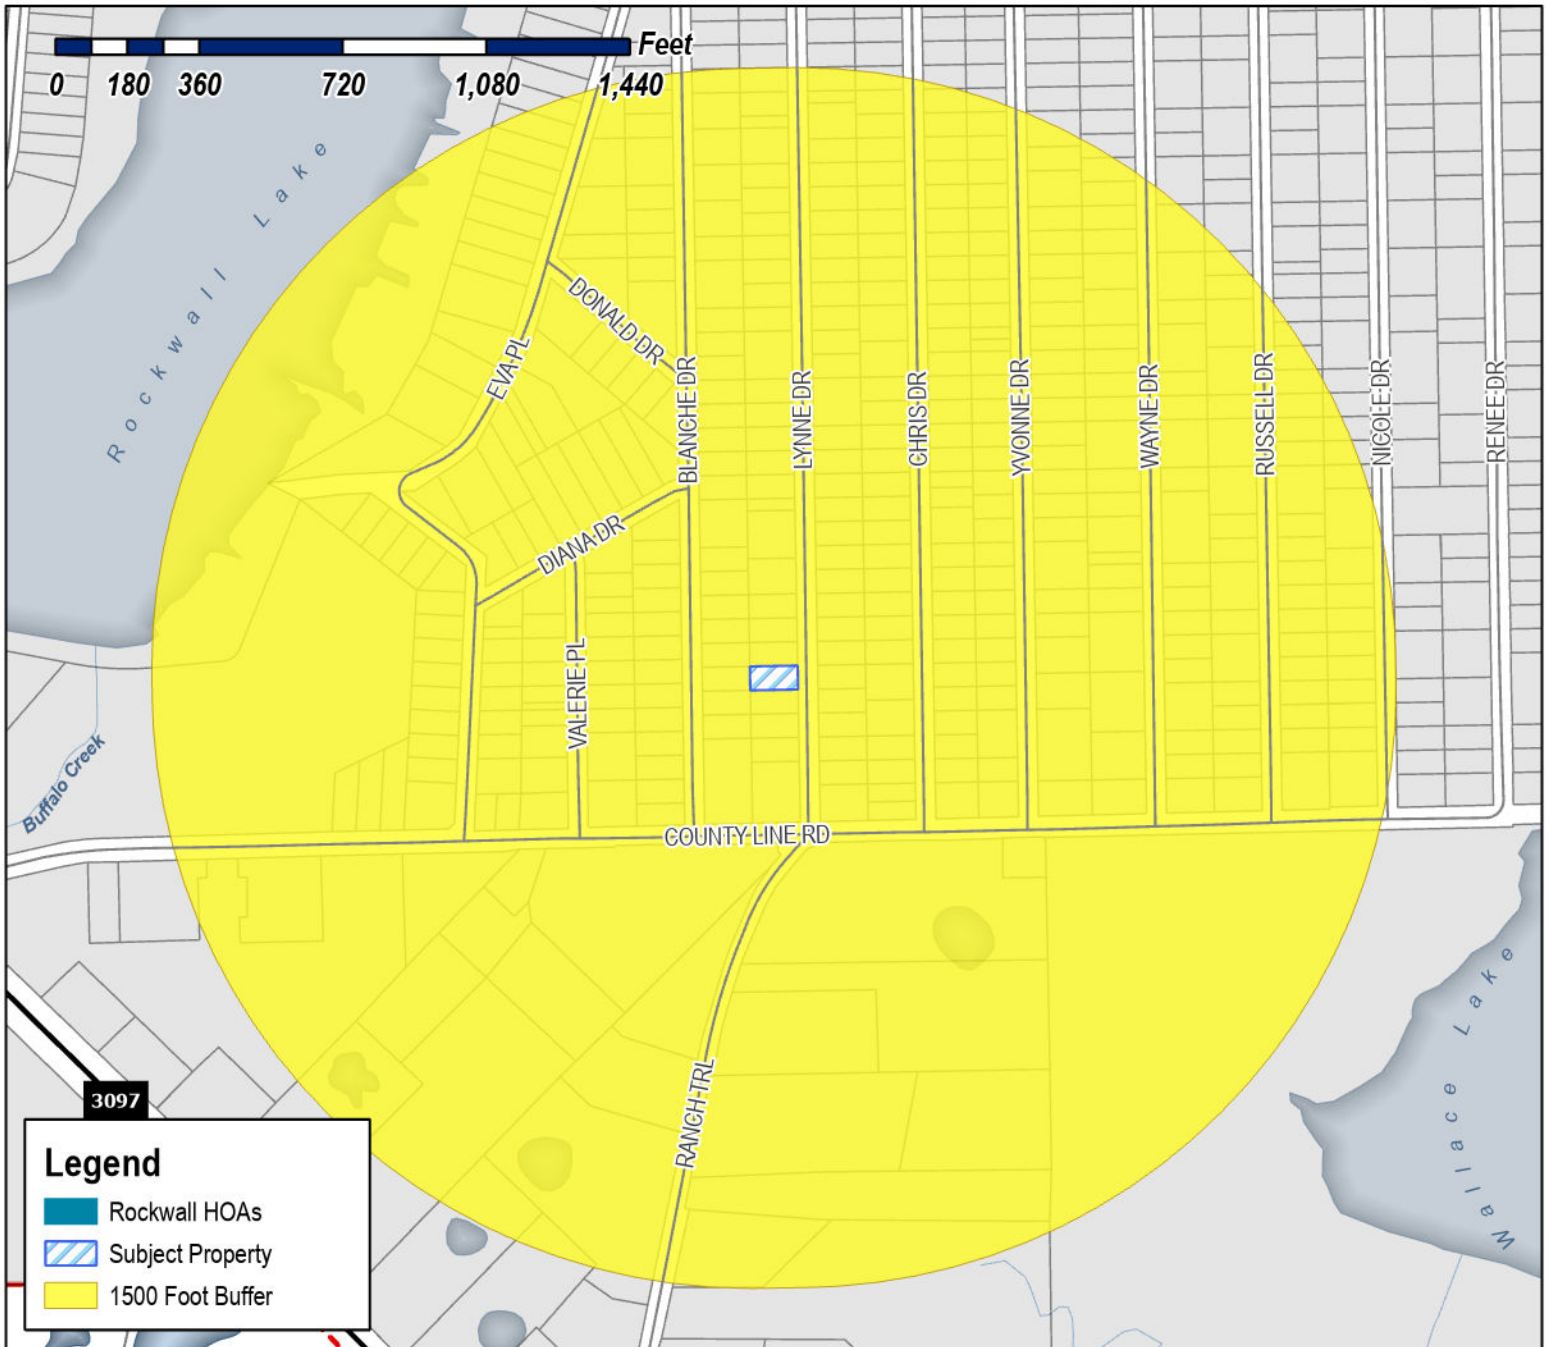 Feet
0 180 360 720 1,080 1,440
Rockwall Lake
DONALD DR
EVA PL
BLANCHE DR
LYNNE DR
CHRIS DR
YVONNE DR
WAYNE DR
RUSSELL DR
NICOLE DR
RENEE DR
DIANA DR
VALERIE PL
Buffalo Creek
COUNTY LINE RD
Wallace Lake
RANCH TRL
3097
Legend
Rockwall HOAs
Subject Property
1500 Foot Buffer